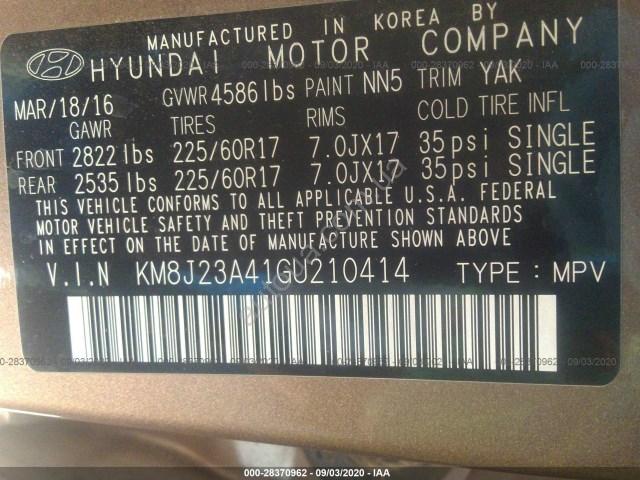 MANUFACTURED IN KOREA BY
HYUNDAI MOTOR COMPANY
MAR/18/16 GVWR 4586lbs PAINT NN5 TRIM YAK
GAWR TIRES RIMS COLD TIRE INFL
FRONT 2822 lbs 225/60R17 7.0JX17 35psi SINGLE
REAR 2535 lbs 225/60R17 7.0JX17 35psi SINGLE
THIS VEHICLE CONFORMS TO ALL APPLICABLE U.S.A. FEDERAL
MOTOR VEHICLE SAFETY AND THEFT PREVENTION STANDARDS
IN EFFECT ON THE DATE OF MANUFACTURE SHOWN ABOVE
V.I.N KM8J23A41GU210414 TYPE : MPV
000-28370962 - 09/03/2020 - IAA